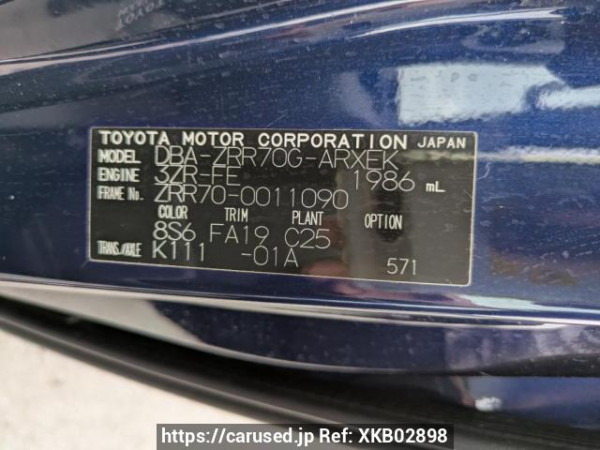 TOYOTA MOTOR CORPORATION JAPAN
MODEL DBA-ZRR70G-ARXEK
ENGINE 3ZR-FE 1986 mL
FRAME No. ZRR70-0011090
COLOR TRIM PLANT OPTION
8S6 FA19 C25
TRANS./AXLE K111 -01A 571
https://carused.jp Ref: XKB02898